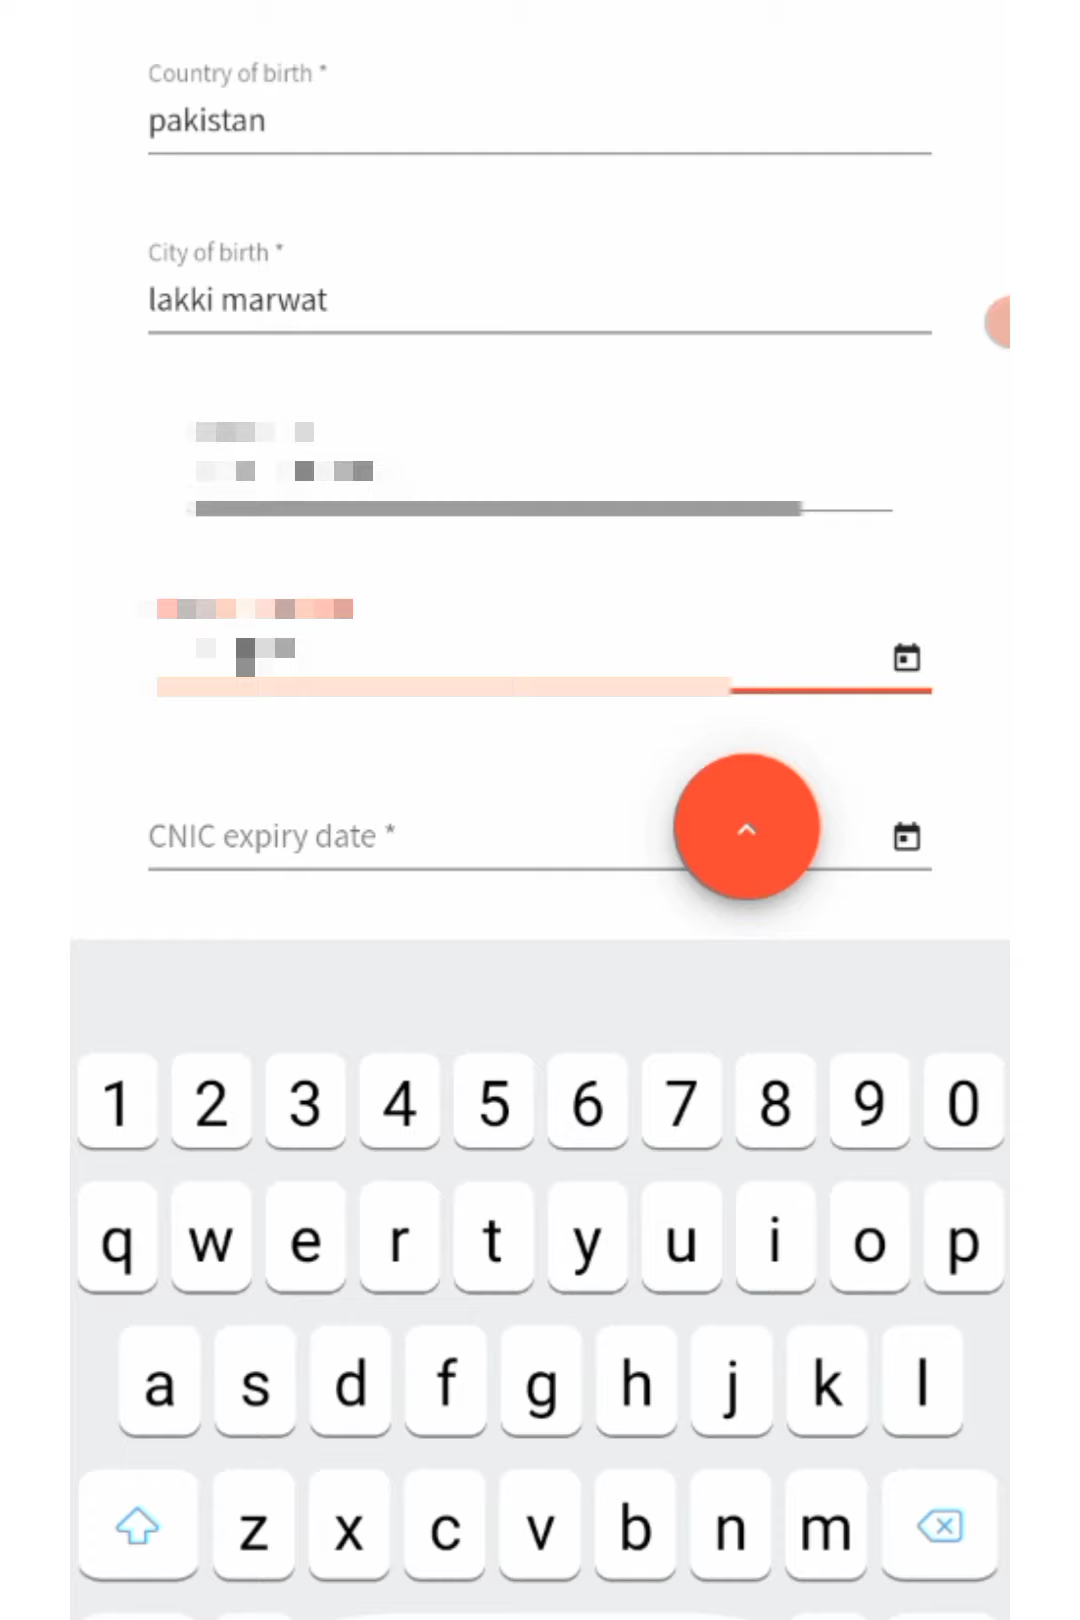 Country of birth *
pakistan
City of birth *
lakki marwat
CNIC expiry date *
1 2 3 4 5 6 7 8 9 0
q w e r t y u i o p
a s d f g h j k l
z x c v b n m